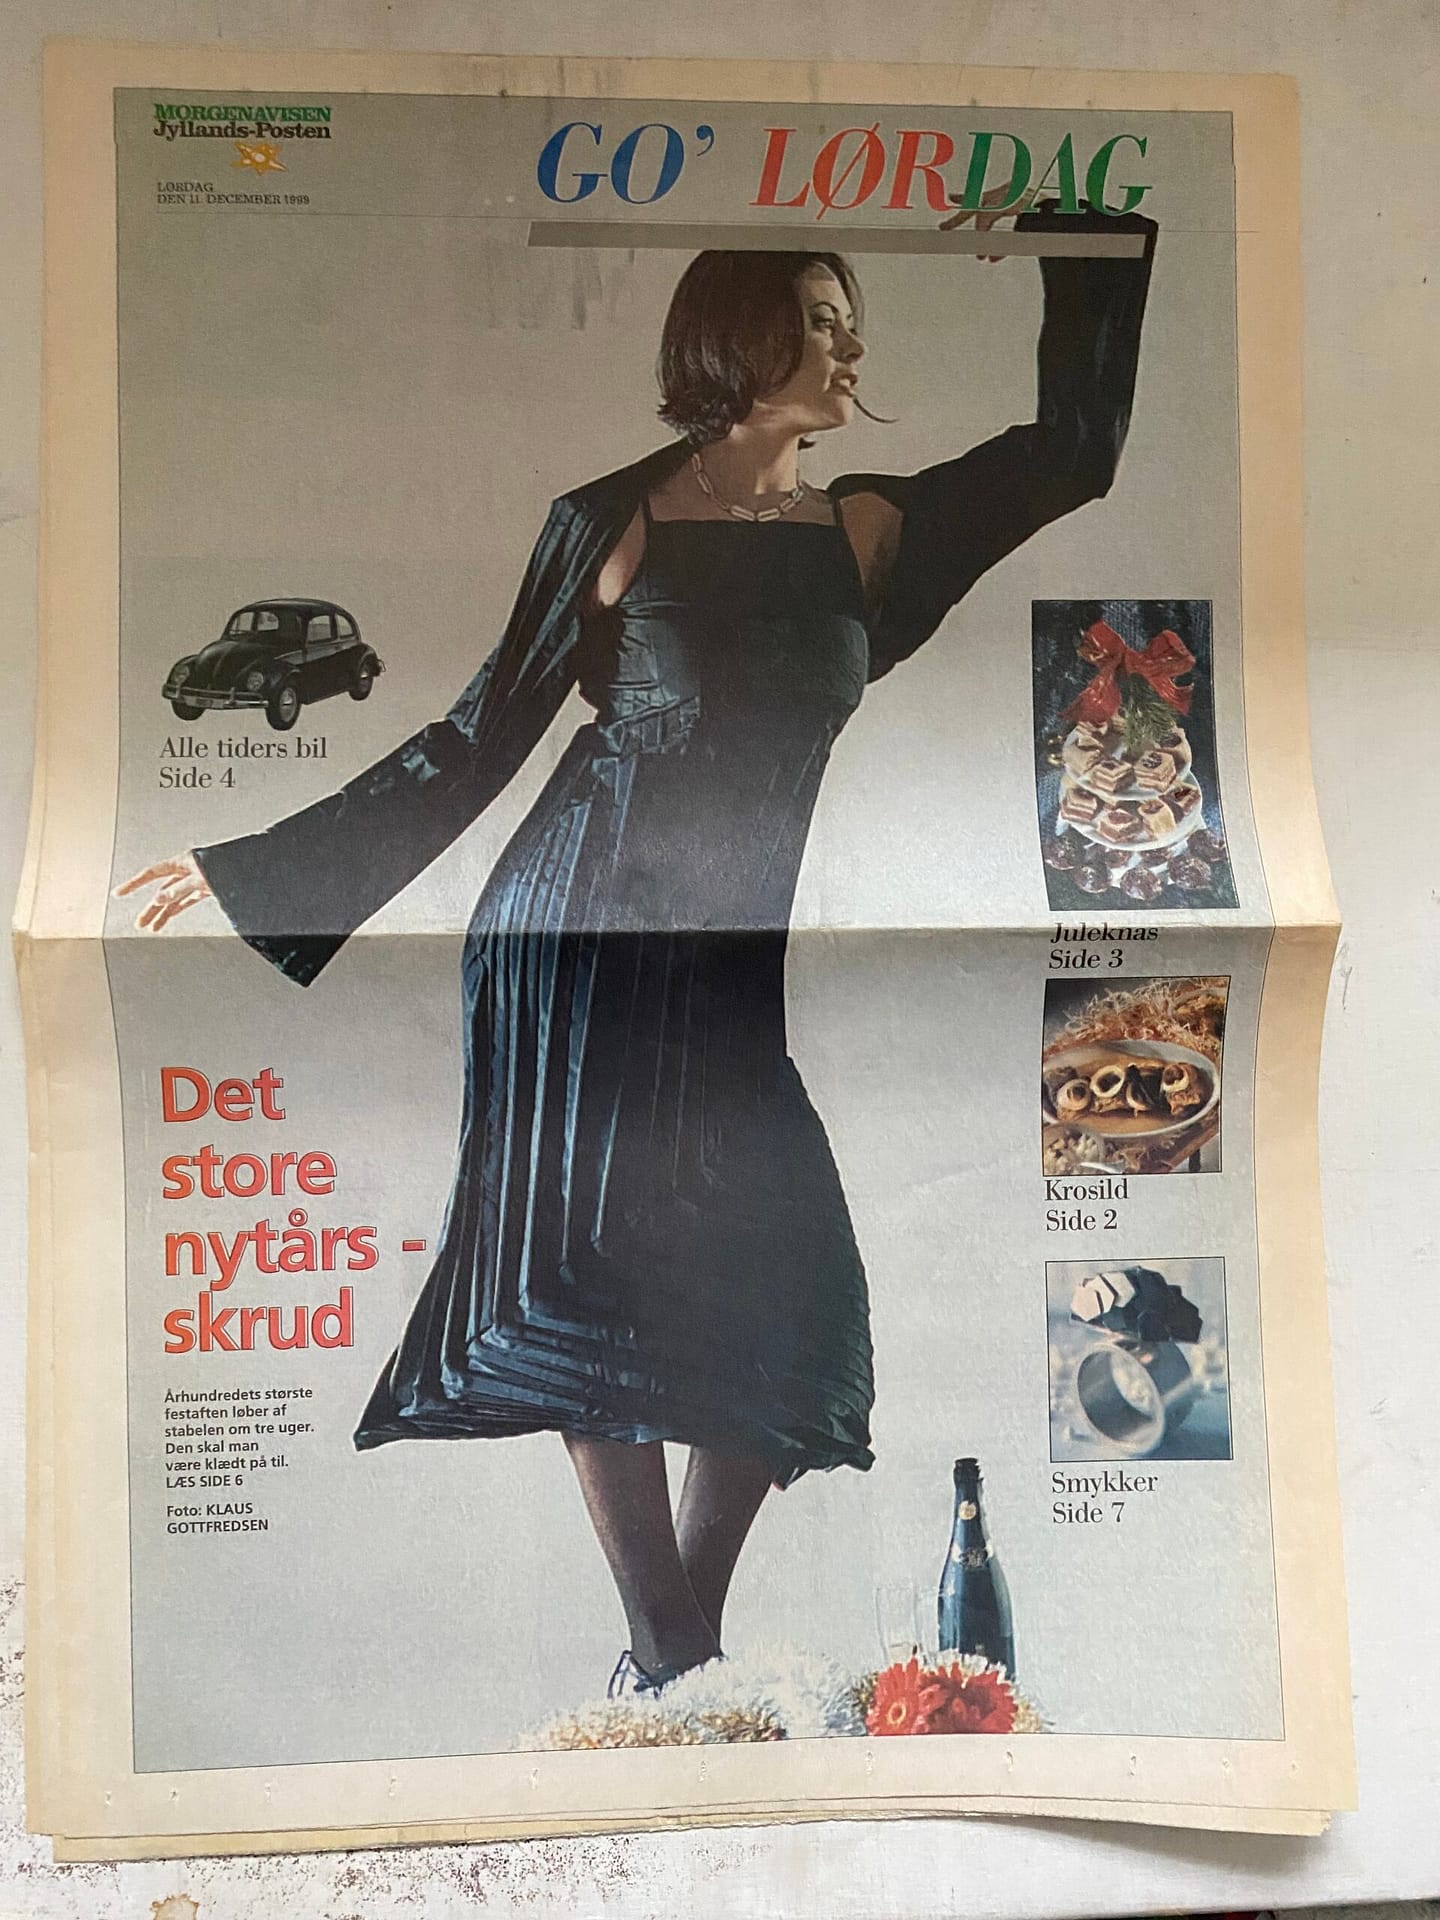 MORGENAVISEN
Jyllands-Posten
LØRDAG
DEN 11. DECEMBER 1999
GO' LØRDAG
Alle tiders bil
Side 4
Juleknas
Side 3
Krosild
Side 2
Smykker
Side 7
Det
store
nytårs -
skrud
Århundredets største
festaften løber af
stabelen om tre uger.
Den skal man
være klædt på til.
LÆS SIDE 6
Foto: KLAUS
GOTTFREDSEN